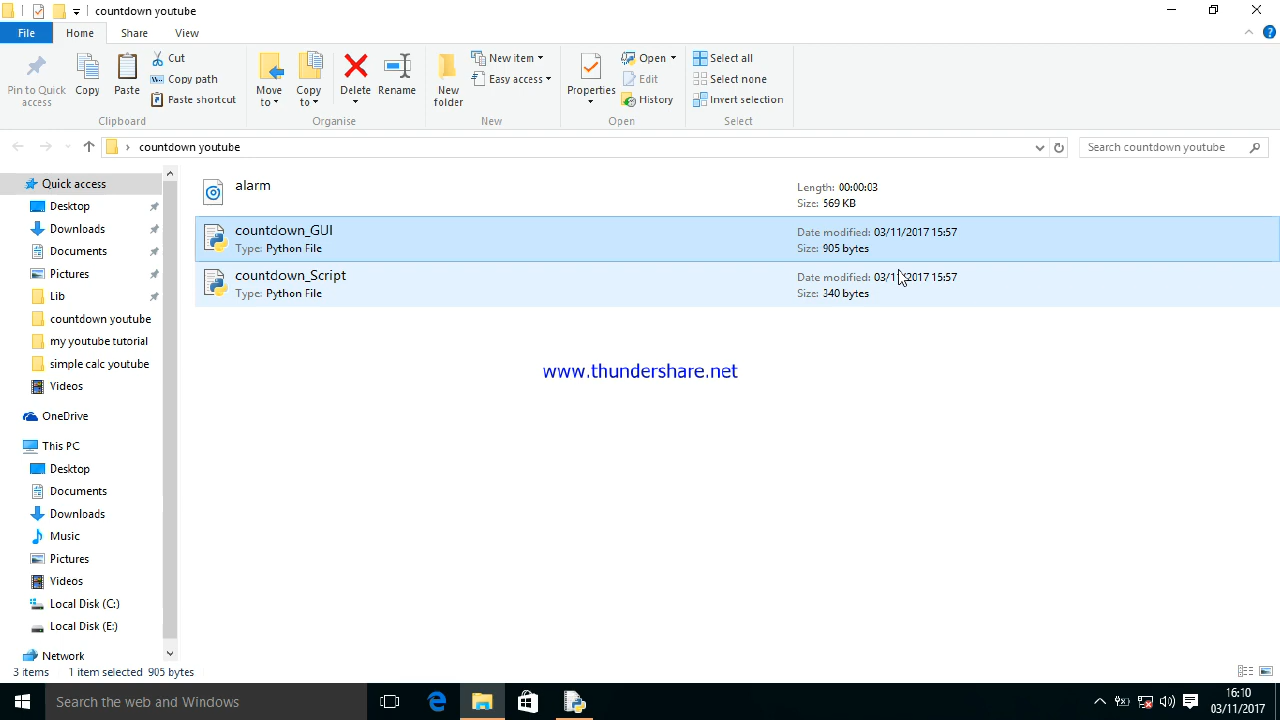 countdown youtube
File Home Share View
Pin to Quick access
Copy
Paste
Cut
Copy path
Paste shortcut
Clipboard
Move to
Copy to
Delete
Rename
Organise
New folder
New item
Easy access
New
Properties
Open
Edit
History
Open
Select all
Select none
Invert selection
Select
countdown youtube
Search countdown youtube
Quick access
Desktop
Downloads
Documents
Pictures
Lib
countdown youtube
my youtube tutorial
simple calc youtube
Videos
OneDrive
This PC
Desktop
Documents
Downloads
Music
Pictures
Videos
Local Disk (C:)
Local Disk (E:)
Network
alarm
Length: 00:00:03
Size: 569 KB
countdown_GUI
Type: Python File
Date modified: 03/11/2017 15:57
Size: 905 bytes
countdown_Script
Type: Python File
Date modified: 03/11/2017 15:57
Size: 340 bytes
www.thundershare.net
3 items 1 item selected 905 bytes
Search the web and Windows
16:10
03/11/2017